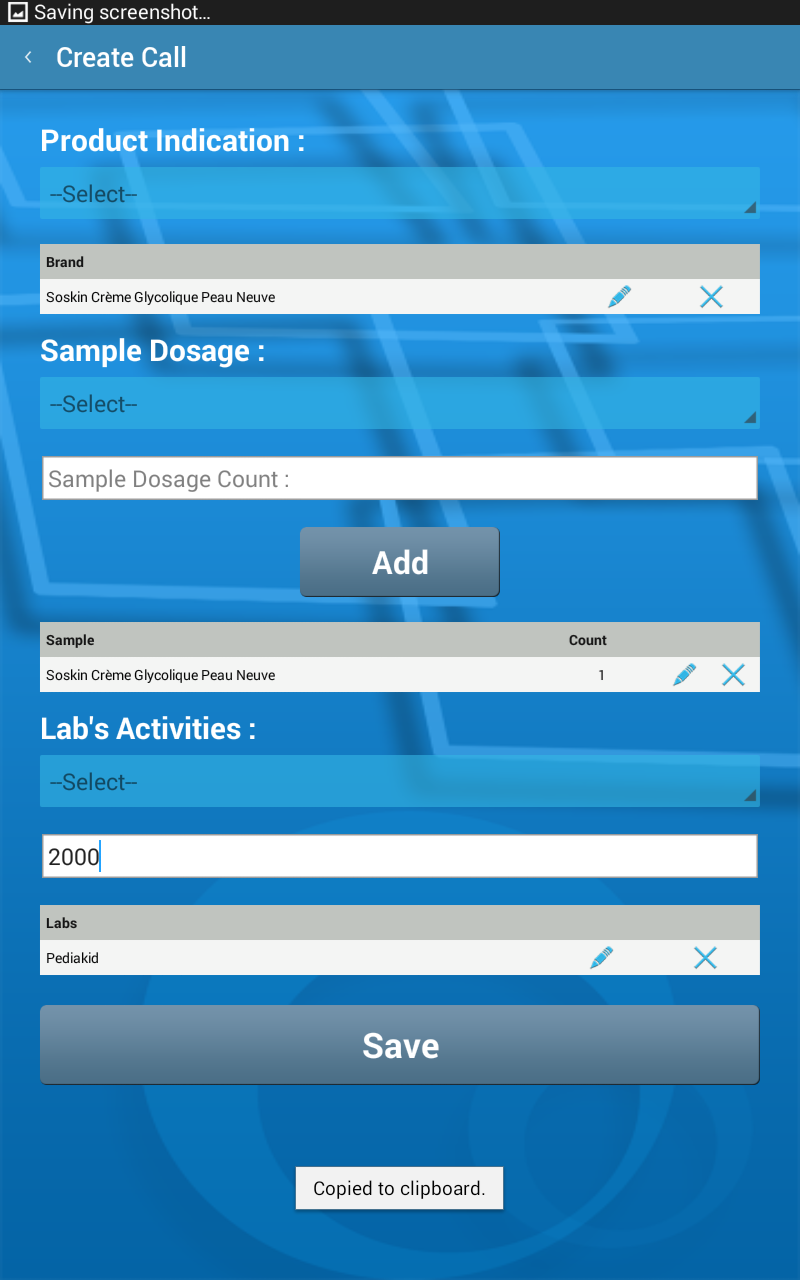 Saving screenshot...
Create Call
Product Indication :
--Select--
Brand
Soskin Crème Glycolique Peau Neuve
Sample Dosage :
--Select--
Sample Dosage Count :
Add
Sample Count
Soskin Crème Glycolique Peau Neuve 1
Lab's Activities :
--Select--
2000
Labs
Pediakid
Save
Copied to clipboard.